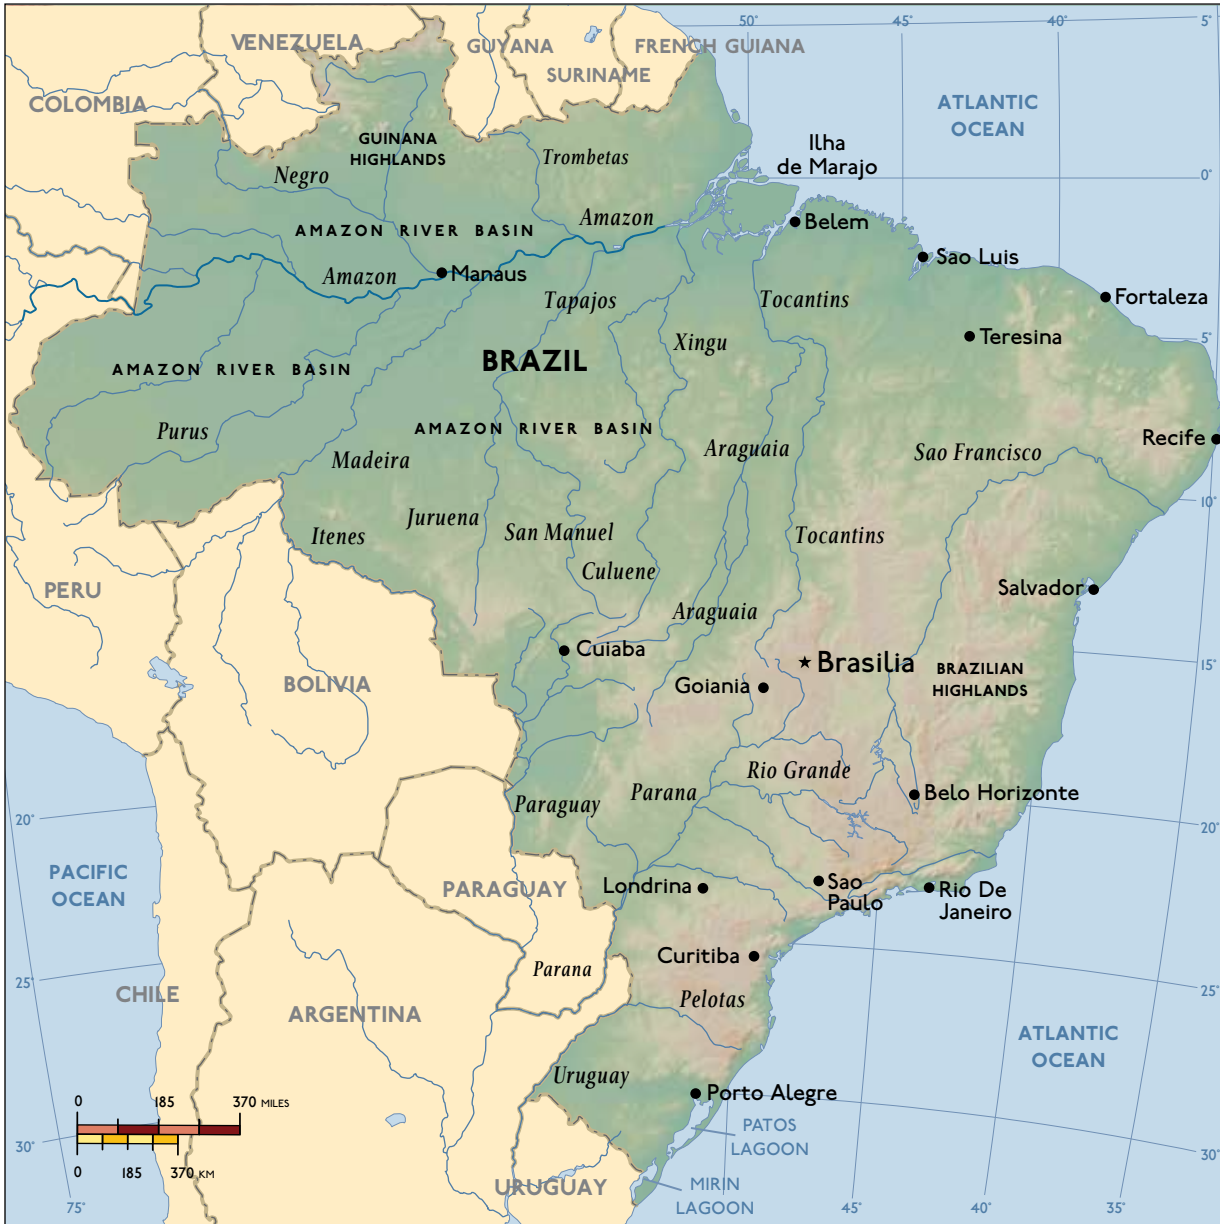 50°
45°
40°
5°
VENEZUELA
GUYANA
FRENCH GUIANA
SURINAME
COLOMBIA
ATLANTIC
OCEAN
GUINANA
HIGHLANDS
Ilha
de Marajo
Trombetas
Negro
0°
Amazon
Belem
AMAZON RIVER BASIN
Sao Luis
Amazon
Manaus
Tapajos
Tocantins
Fortaleza
Teresina
5°
Xingu
BRAZIL
AMAZON RIVER BASIN
Purus
AMAZON RIVER BASIN
Recife
Araguaia
Sao Francisco
Madeira
10°
Juruena
Itenes
San Manuel
Tocantins
Culuene
PERU
Salvador
Araguaia
Cuiaba
Brasilia
BRAZILIAN
HIGHLANDS
15°
BOLIVIA
Goiania
Rio Grande
Paraguay
Parana
Belo Horizonte
20°
20°
PACIFIC
OCEAN
PARAGUAY
Londrina
Sao
Paulo
Rio De
Janeiro
Curitiba
Parana
25°
25°
CHILE
Pelotas
ARGENTINA
ATLANTIC
OCEAN
Uruguay
Porto Alegre
0 185 370 MILES
PATOS
LAGOON
30°
30°
0 185 370 KM
URUGUAY
MIRIN
LAGOON
75°
45°
40°
35°